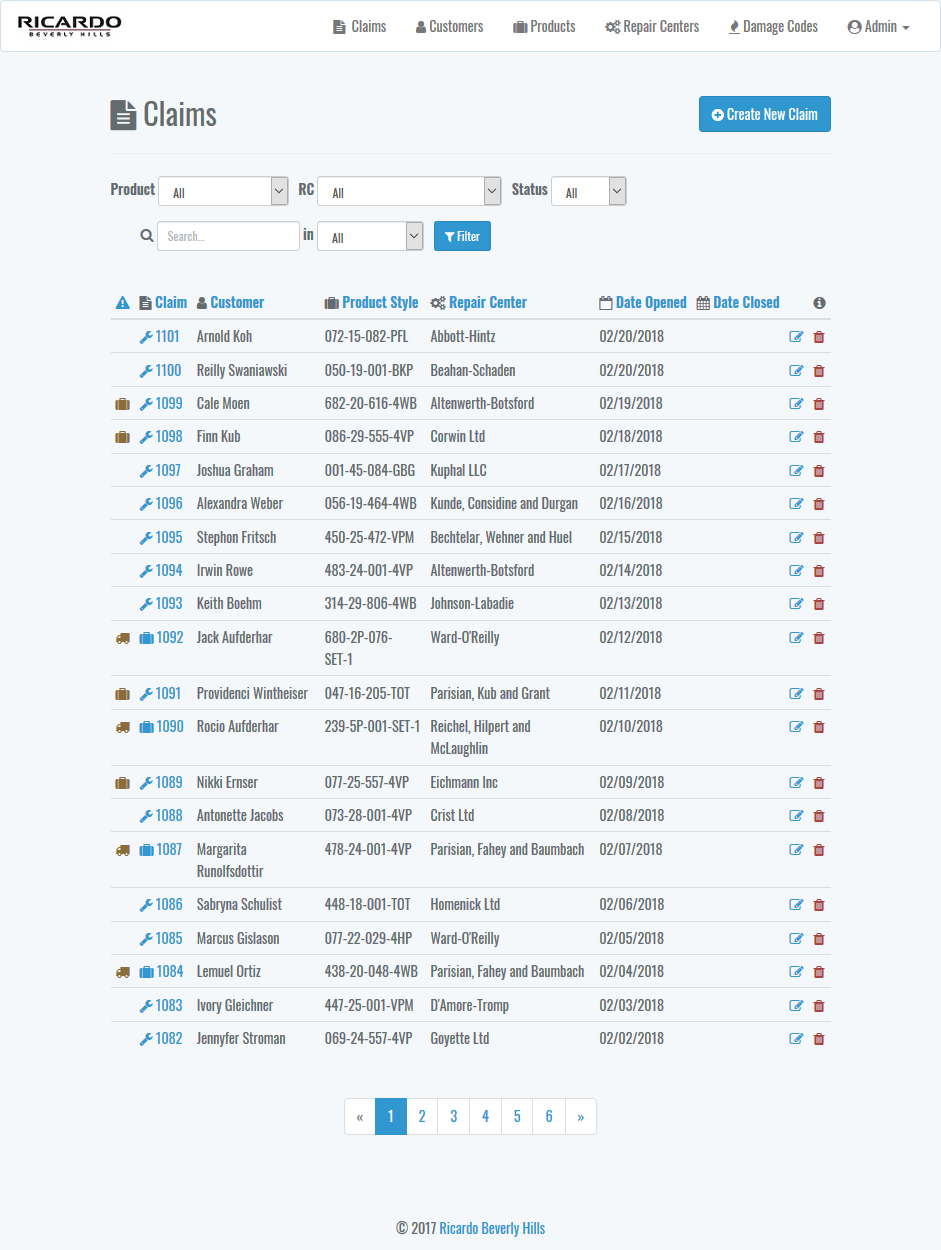 RICARDO
BEVERLY HILLS
Claims Customers Products Repair Centers Damage Codes Admin
Claims
Create New Claim
Product All RC All Status All
Search... in All Filter
Claim Customer Product Style Repair Center Date Opened Date Closed
1101 Arnold Koh 072-15-082-PFL Abbott-Hintz 02/20/2018
1100 Reilly Swaniawski 050-19-001-BKP Beahan-Schaden 02/20/2018
1099 Cale Moen 682-20-616-4WB Altenwerth-Botsford 02/19/2018
1098 Finn Kub 086-29-555-4VP Corwin Ltd 02/18/2018
1097 Joshua Graham 001-45-084-GBG Kuphal LLC 02/17/2018
1096 Alexandra Weber 056-19-464-4WB Kunde, Considine and Durgan 02/16/2018
1095 Stephon Fritsch 450-25-472-VPM Bechtelar, Wehner and Huel 02/15/2018
1094 Irwin Rowe 483-24-001-4VP Altenwerth-Botsford 02/14/2018
1093 Keith Boehm 314-29-806-4WB Johnson-Labadie 02/13/2018
1092 Jack Aufderhar 680-2P-076- Ward-O'Reilly 02/12/2018
SET-1
1091 Providenci Wintheiser 047-16-205-TOT Parisian, Kub and Grant 02/11/2018
1090 Rocio Aufderhar 239-5P-001-SET-1 Reichel, Hilpert and 02/10/2018
McLaughlin
1089 Nikki Ernser 077-25-557-4VP Eichmann Inc 02/09/2018
1088 Antonette Jacobs 073-28-001-4VP Crist Ltd 02/08/2018
1087 Margarita 478-24-001-4VP Parisian, Fahey and Baumbach 02/07/2018
Runolfsdottir
1086 Sabryna Schulist 448-18-001-TOT Homenick Ltd 02/06/2018
1085 Marcus Gislason 077-22-029-4HP Ward-O'Reilly 02/05/2018
1084 Lemuel Ortiz 438-20-048-4WB Parisian, Fahey and Baumbach 02/04/2018
1083 Ivory Gleichner 447-25-001-VPM D'Amore-Tromp 02/03/2018
1082 Jennyfer Stroman 069-24-557-4VP Goyette Ltd 02/02/2018
« 1 2 3 4 5 6 »
© 2017 Ricardo Beverly Hills